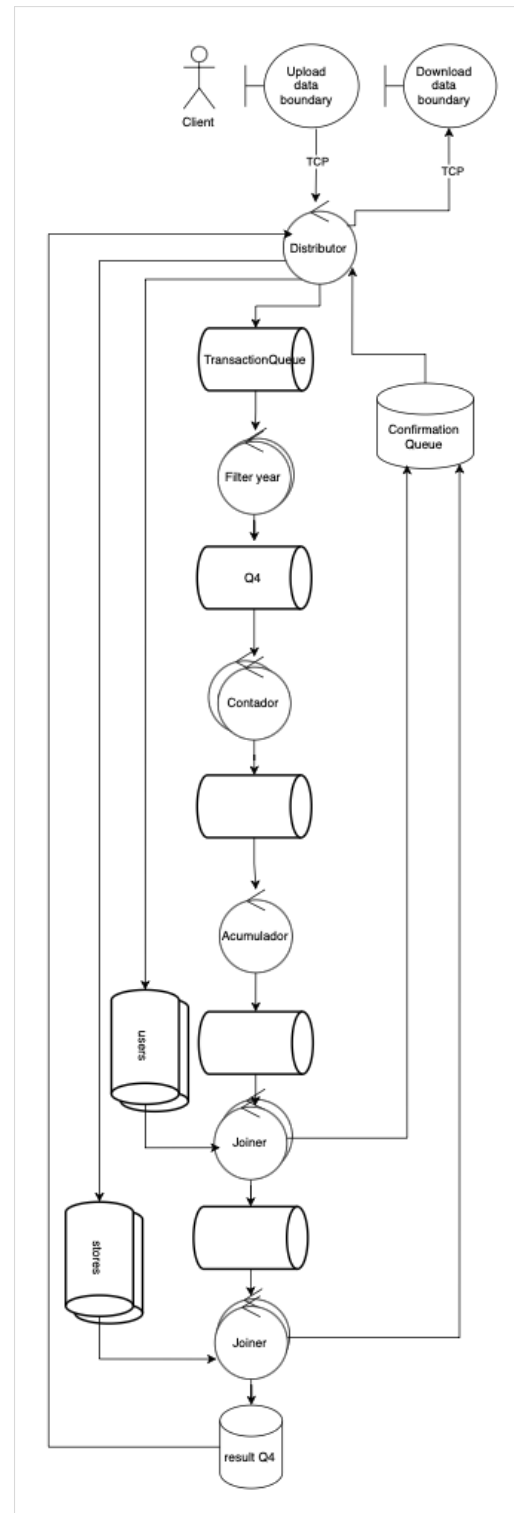 Upload
data
boundary
Download
data
boundary
Client
TCP
TCP
Distributor
TransactionQueue
Confirmation
Queue
Filter year
Q4
Contador
Acumulador
users
Joiner
stores
Joiner
result Q4